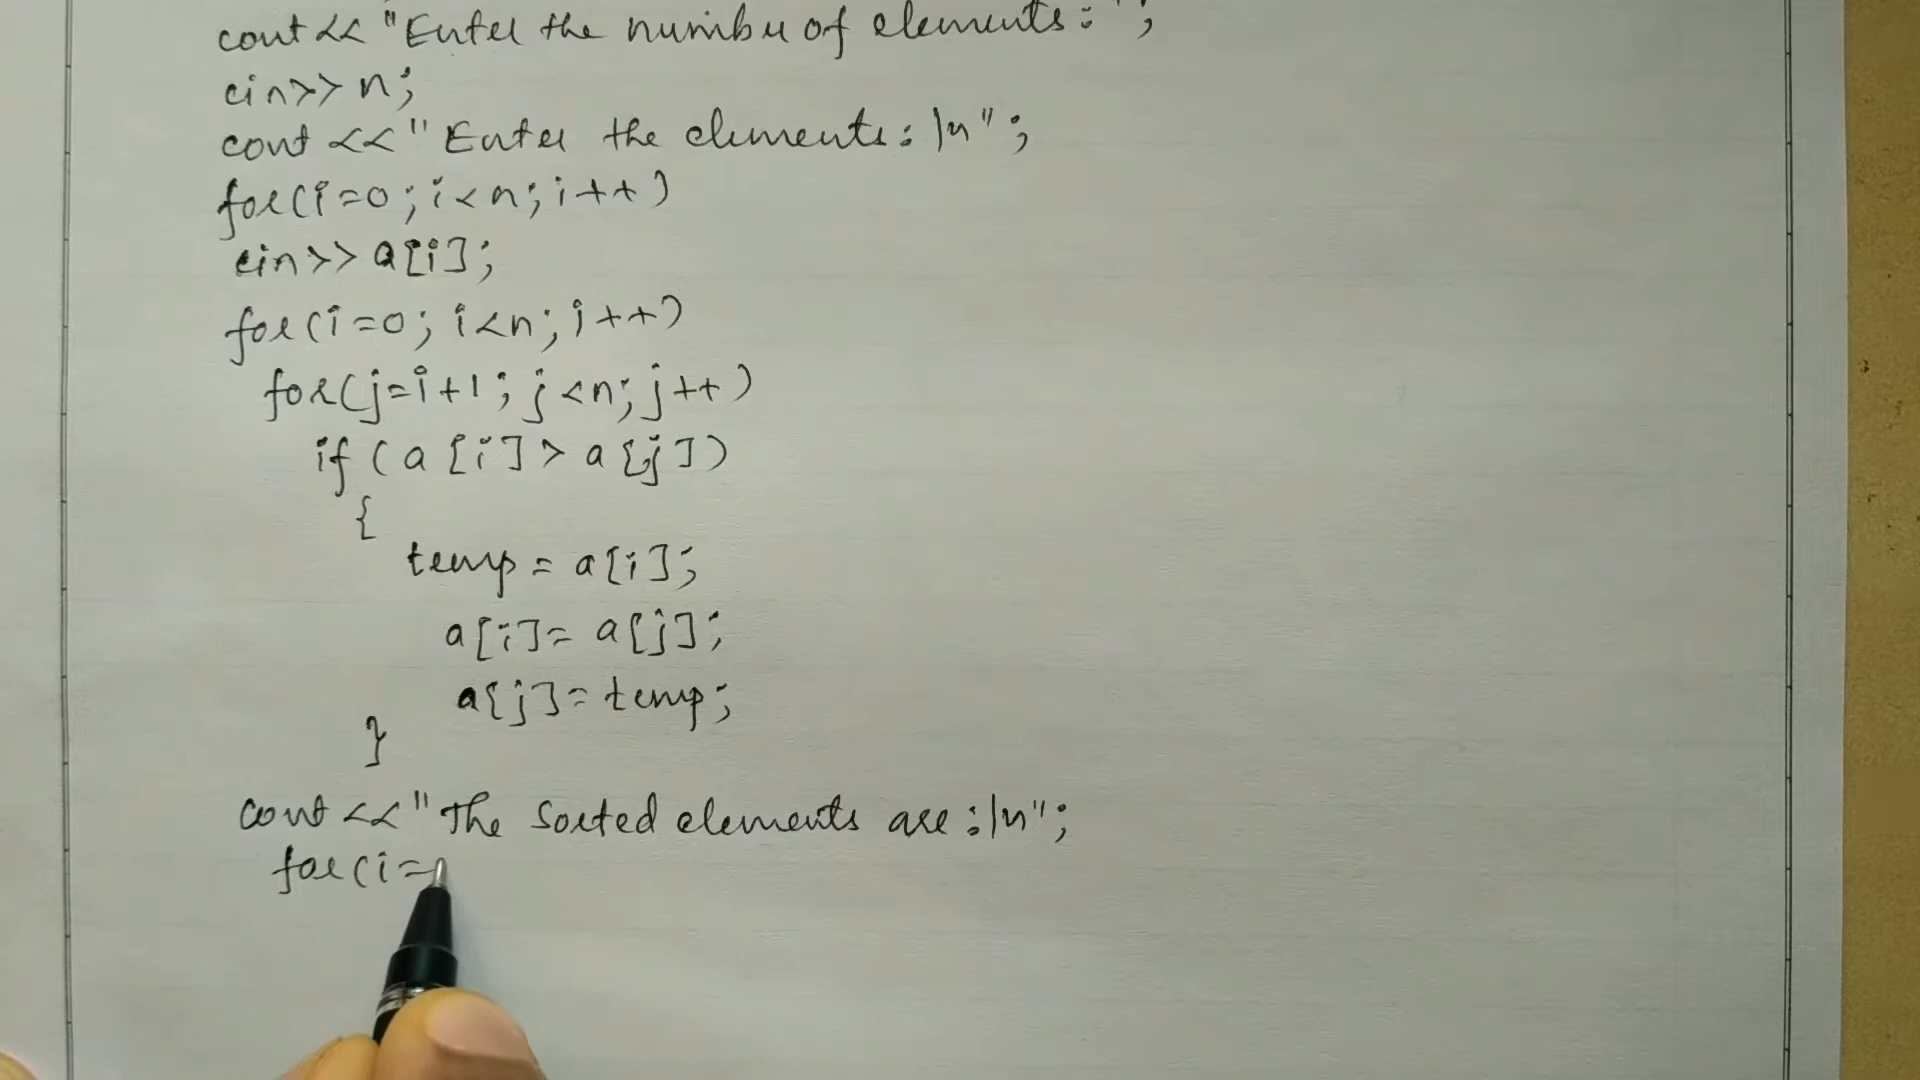 cout << "Enter the number of elements: ";
cin>>n;
cout << "Enter the elements: \n";
for(i=0; i<n; i++)
cin>> a[i];
for(i=0; i<n; i++)
for(j=i+1; j<n; j++)
if (a[i] > a[j])
{
temp = a[i];
a[i] = a[j];
a[j] = temp;
}
cout << "The sorted elements are: \n";
for(i=